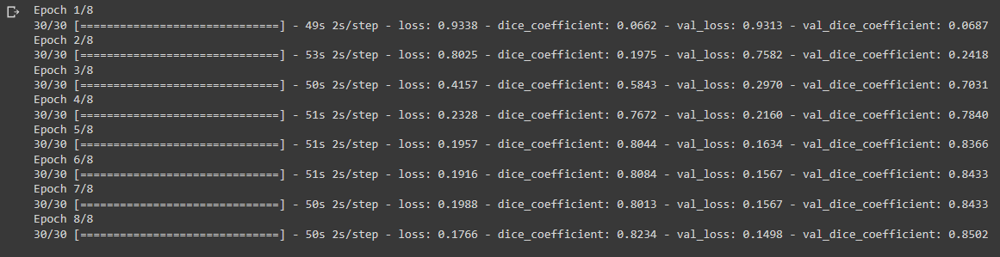 Epoch 1/8
30/30 [==============================] - 49s 2s/step - loss: 0.9338 - dice_coefficient: 0.0662 - val_loss: 0.9313 - val_dice_coefficient: 0.0687
Epoch 2/8
30/30 [==============================] - 53s 2s/step - loss: 0.8025 - dice_coefficient: 0.1975 - val_loss: 0.7582 - val_dice_coefficient: 0.2418
Epoch 3/8
30/30 [==============================] - 50s 2s/step - loss: 0.4157 - dice_coefficient: 0.5843 - val_loss: 0.2970 - val_dice_coefficient: 0.7031
Epoch 4/8
30/30 [==============================] - 51s 2s/step - loss: 0.2328 - dice_coefficient: 0.7672 - val_loss: 0.2160 - val_dice_coefficient: 0.7840
Epoch 5/8
30/30 [==============================] - 51s 2s/step - loss: 0.1957 - dice_coefficient: 0.8044 - val_loss: 0.1634 - val_dice_coefficient: 0.8366
Epoch 6/8
30/30 [==============================] - 51s 2s/step - loss: 0.1916 - dice_coefficient: 0.8084 - val_loss: 0.1567 - val_dice_coefficient: 0.8433
Epoch 7/8
30/30 [==============================] - 50s 2s/step - loss: 0.1988 - dice_coefficient: 0.8013 - val_loss: 0.1567 - val_dice_coefficient: 0.8433
Epoch 8/8
30/30 [==============================] - 50s 2s/step - loss: 0.1766 - dice_coefficient: 0.8234 - val_loss: 0.1498 - val_dice_coefficient: 0.8502